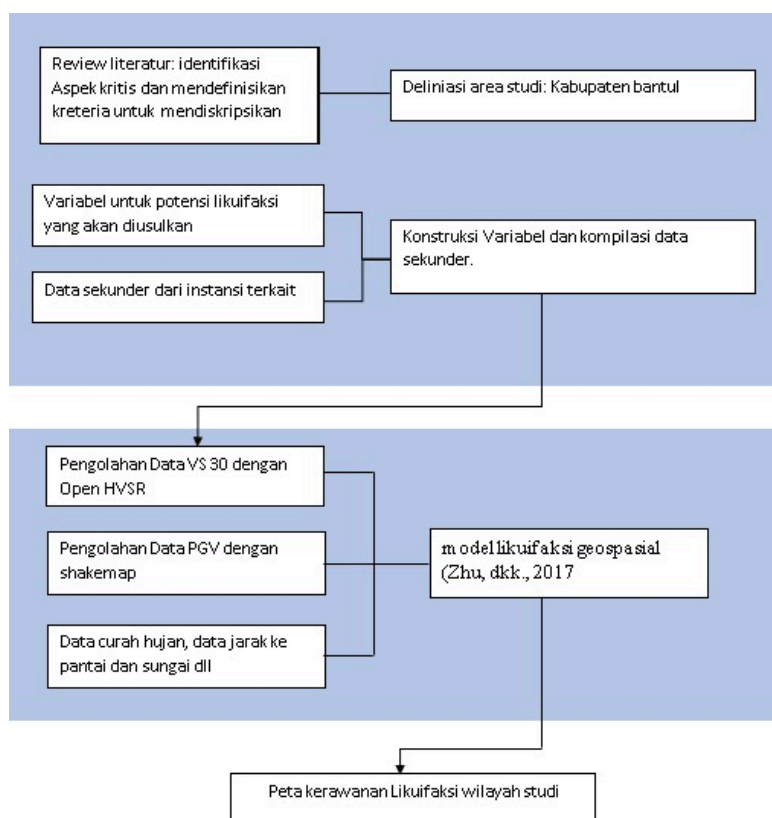 Review literatur: identifikasi
Aspek kritis dan mendefinisikan
kreteria untuk mendiskripsikan
Deliniasi area studi: Kabupaten bantul
Variabel untuk potensi likuifaksi
yang akan diusulkan
Data sekunder dari instansi terkait
Konstruksi Variabel dan kompilasi data
sekunder.
Pengolahan Data VS 30 dengan
Open HVSR
Pengolahan Data PGV dengan
shakemap
Data curah hujan, data jarak ke
pantai dan sungai dll
model likuifaksi geospasial
(Zhu, dkk., 2017
Peta kerawanan Likuifaksi wilayah studi